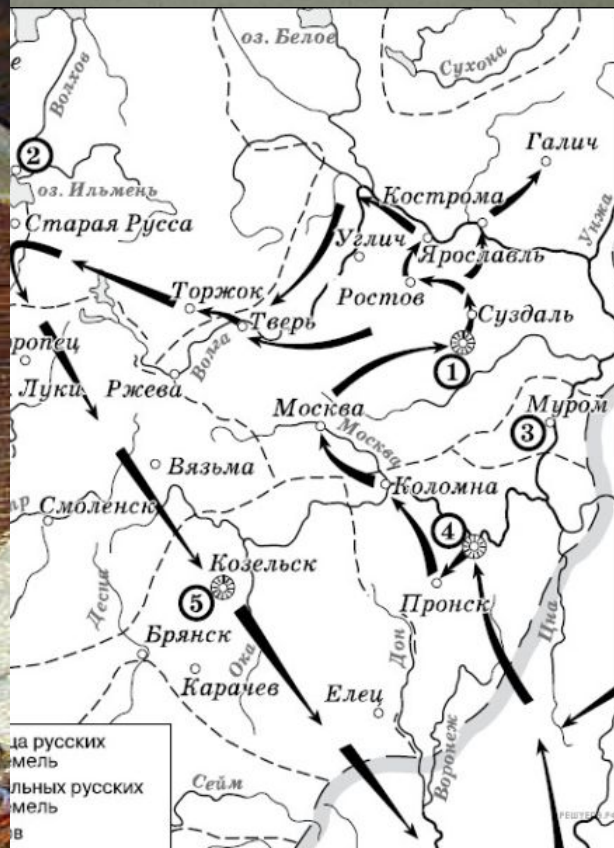 оз. Белое
Сухона
е
Волхов
Галич
2
оз. Ильмень
Кострома
Унжа
Старая Русса
Углич
Ярославль
Торжок
Ростов
Тверь
Суздаль
Волга
1
ропец
Луки
Ржева
Москва
Москва
Муром
3
Вязьма
Коломна
Смоленск
4
Козельск
5
Пронск
Цна
Десна
Брянск
Ока
Дон
Карачев
Елец
Воронеж
ца русских
емель
Сейм
льных русских
мель
в